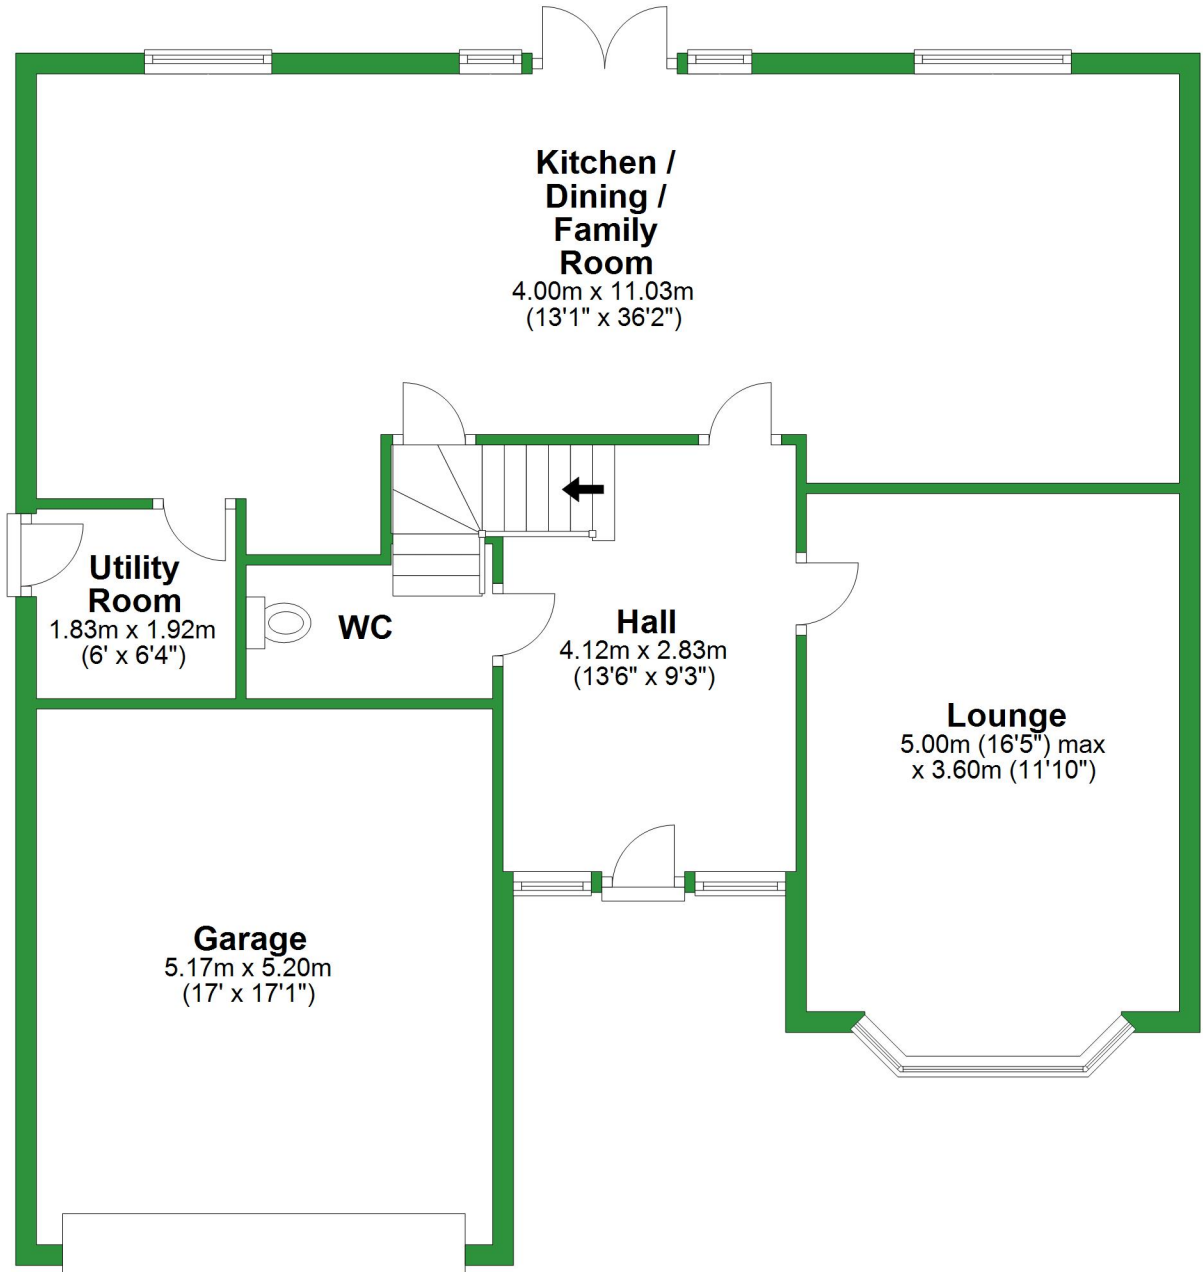 Kitchen /
Dining /
Family
Room
4.00m x 11.03m
(13'1" x 36'2")
Utility
Room
1.83m x 1.92m
(6' x 6'4")
WC
Hall
4.12m x 2.83m
(13'6" x 9'3")
Lounge
5.00m (16'5") max
x 3.60m (11'10")
Garage
5.17m x 5.20m
(17' x 17'1")